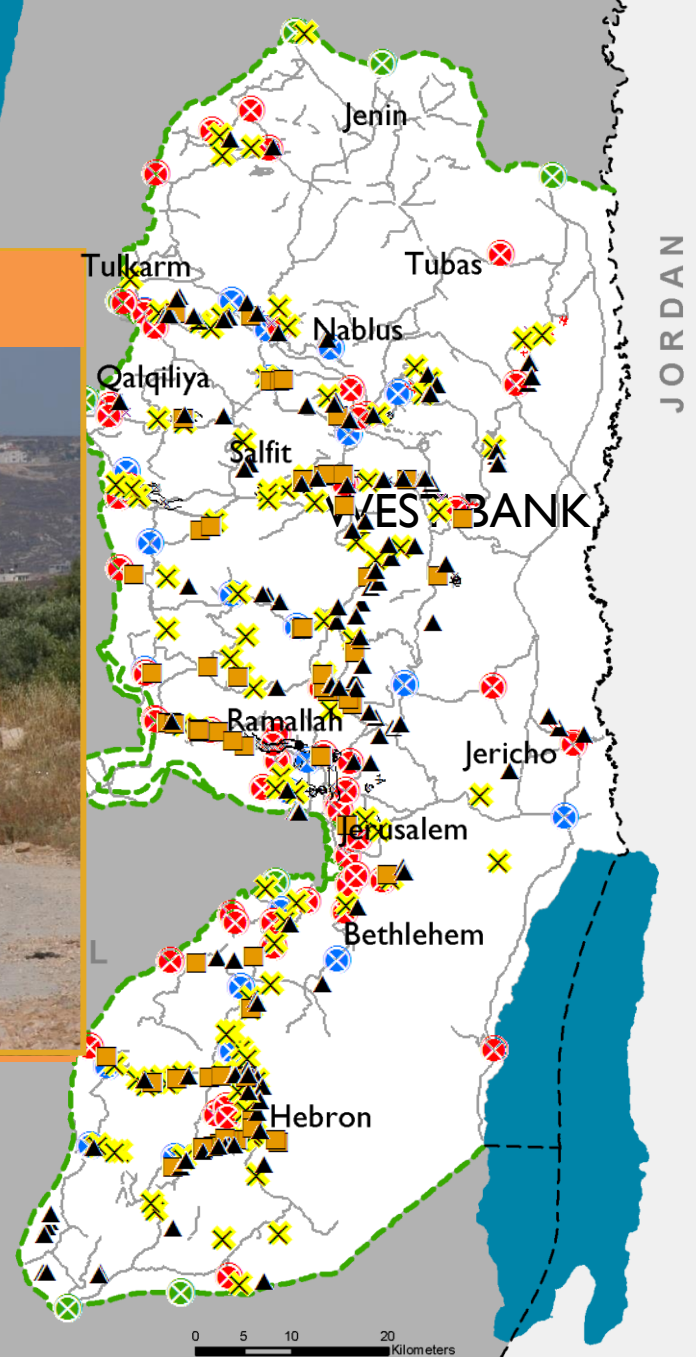 Jenin
JORDAN
Tulkarm
Tubas
Nablus
Qalqiliya
Salfit
WEST BANK
Ramallah
Jericho
Jerusalem
Bethlehem
L
Hebron
0 5 10 20
Kilometers